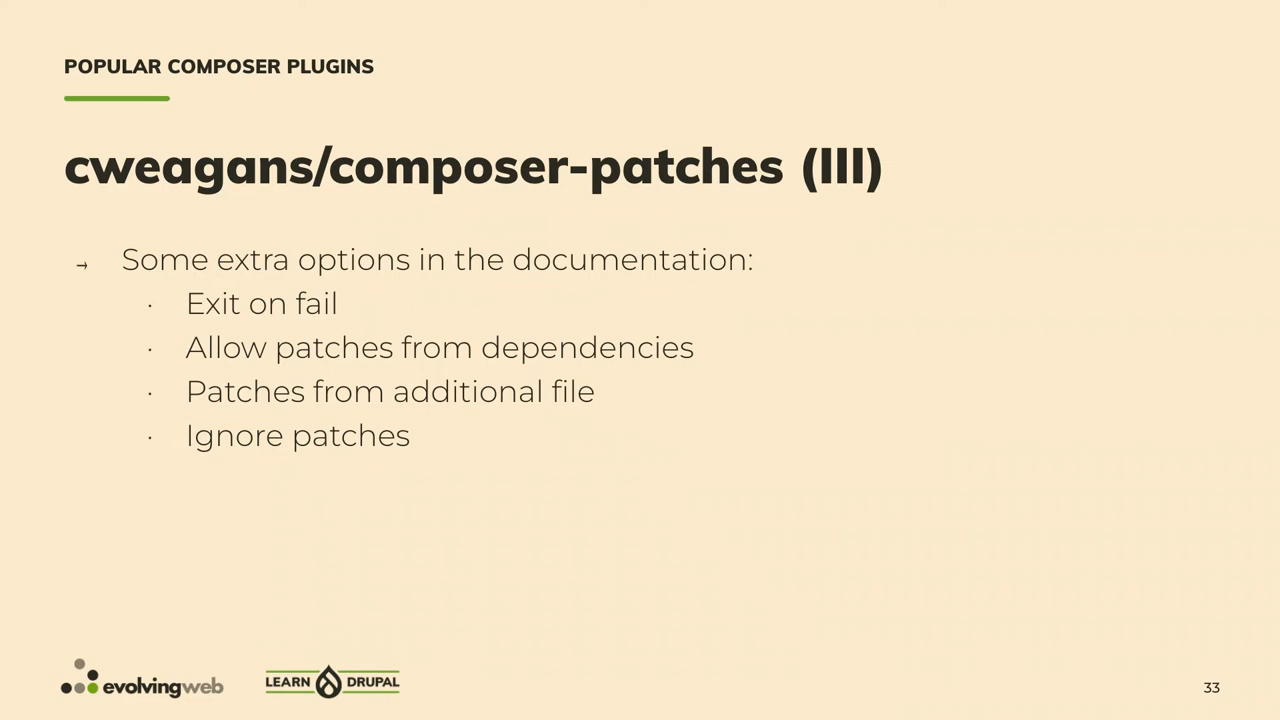 POPULAR COMPOSER PLUGINS
cweagans/composer-patches (III)
→ Some extra options in the documentation:
· Exit on fail
· Allow patches from dependencies
· Patches from additional file
· Ignore patches
evolvingweb
LEARN DRUPAL
33